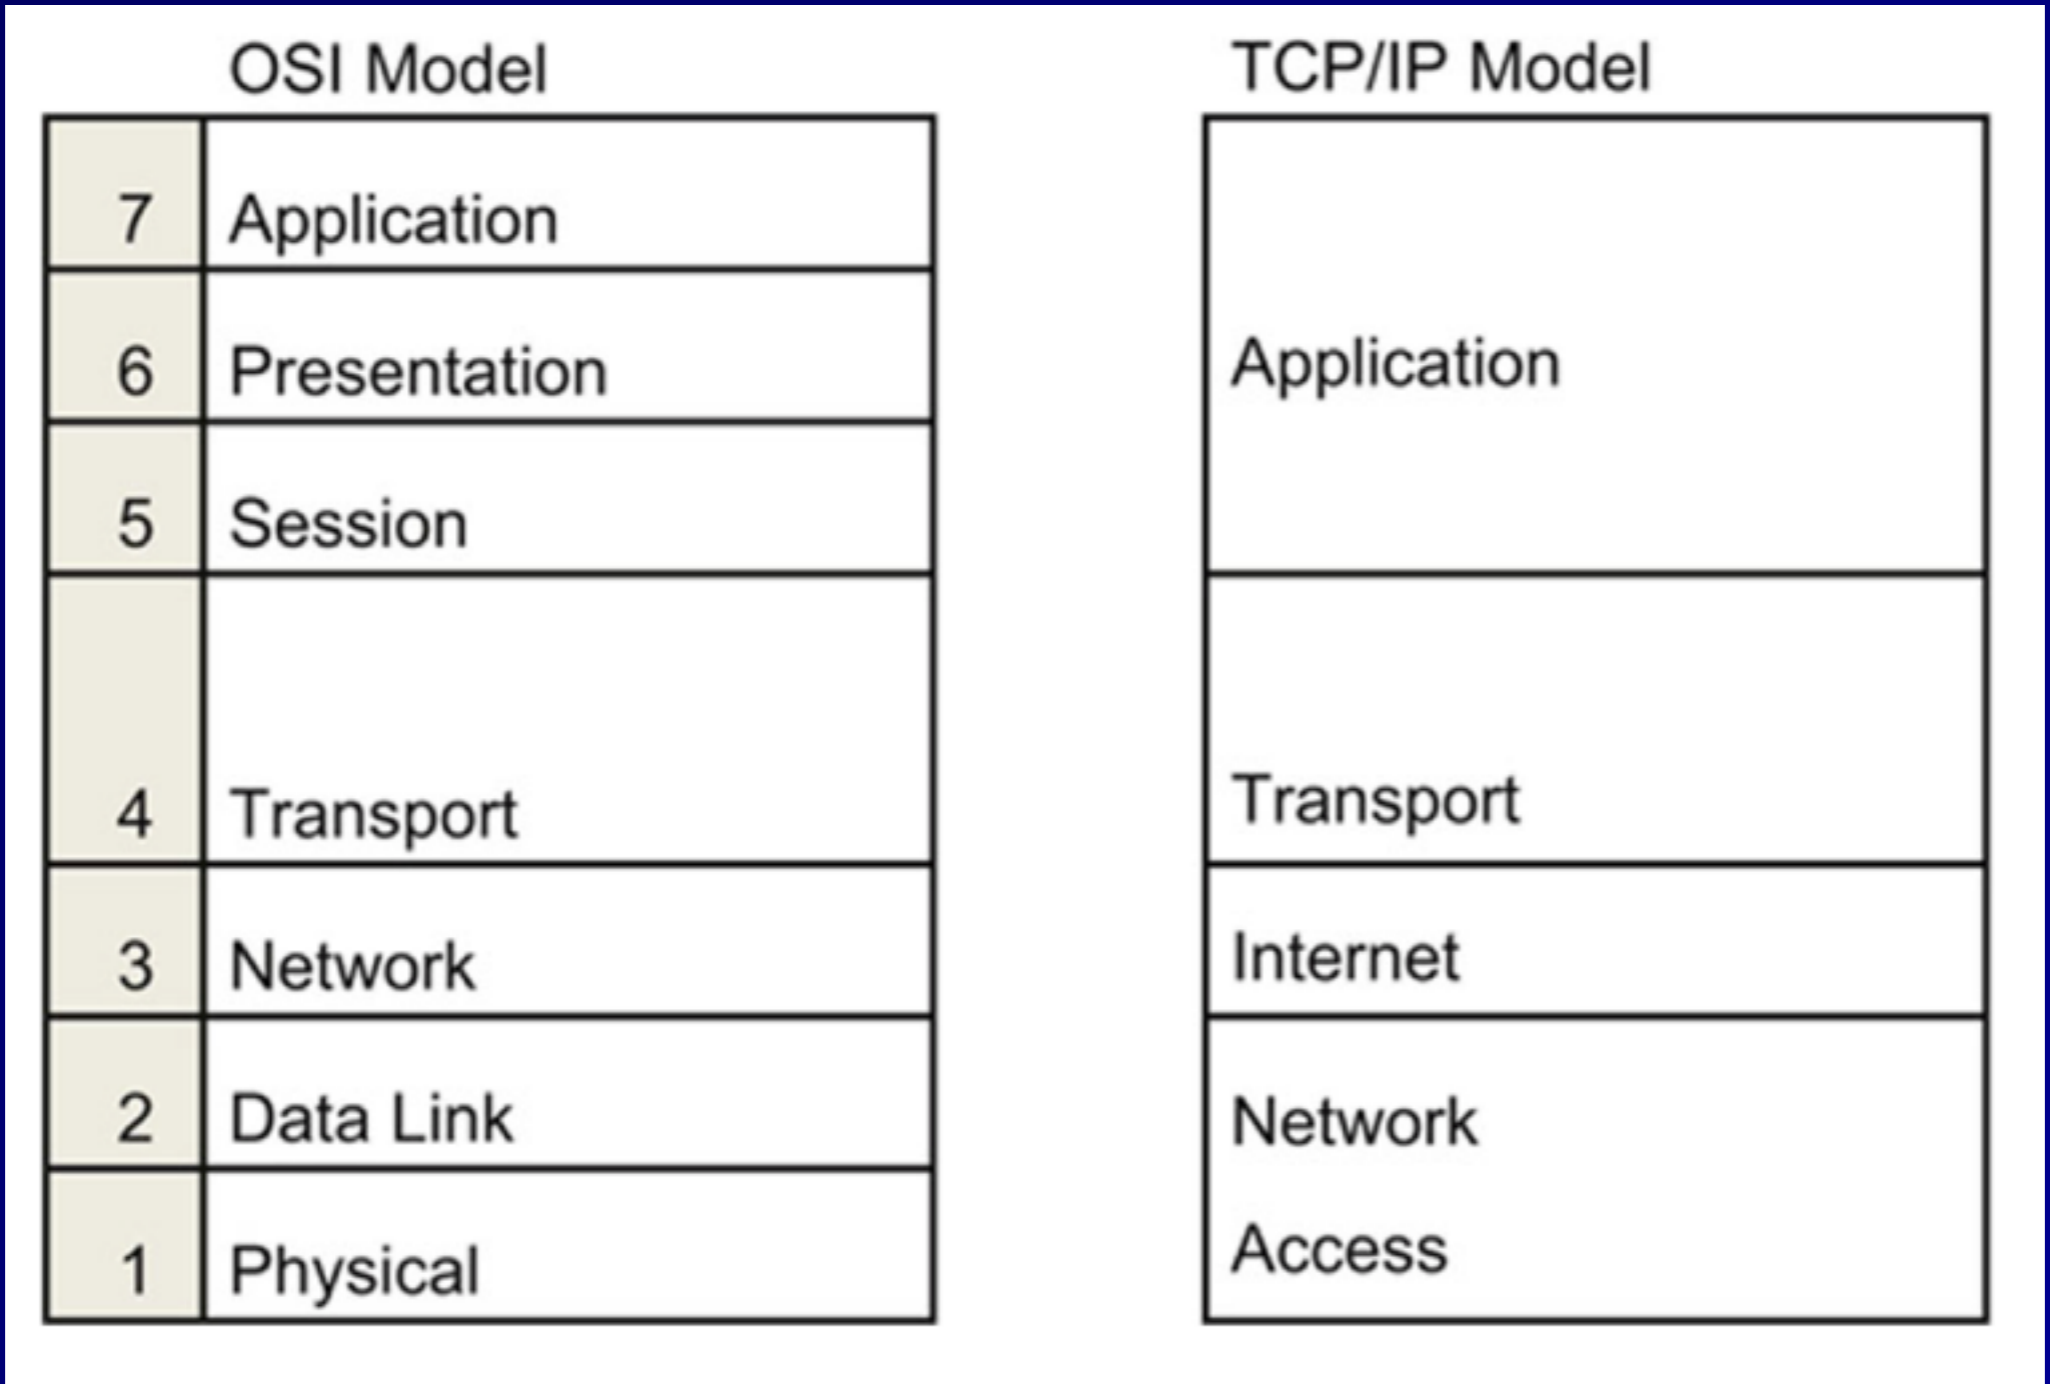 OSI Model
7 Application
6 Presentation
5 Session
4 Transport
3 Network
2 Data Link
1 Physical
TCP/IP Model
Application
Transport
Internet
Network
Access